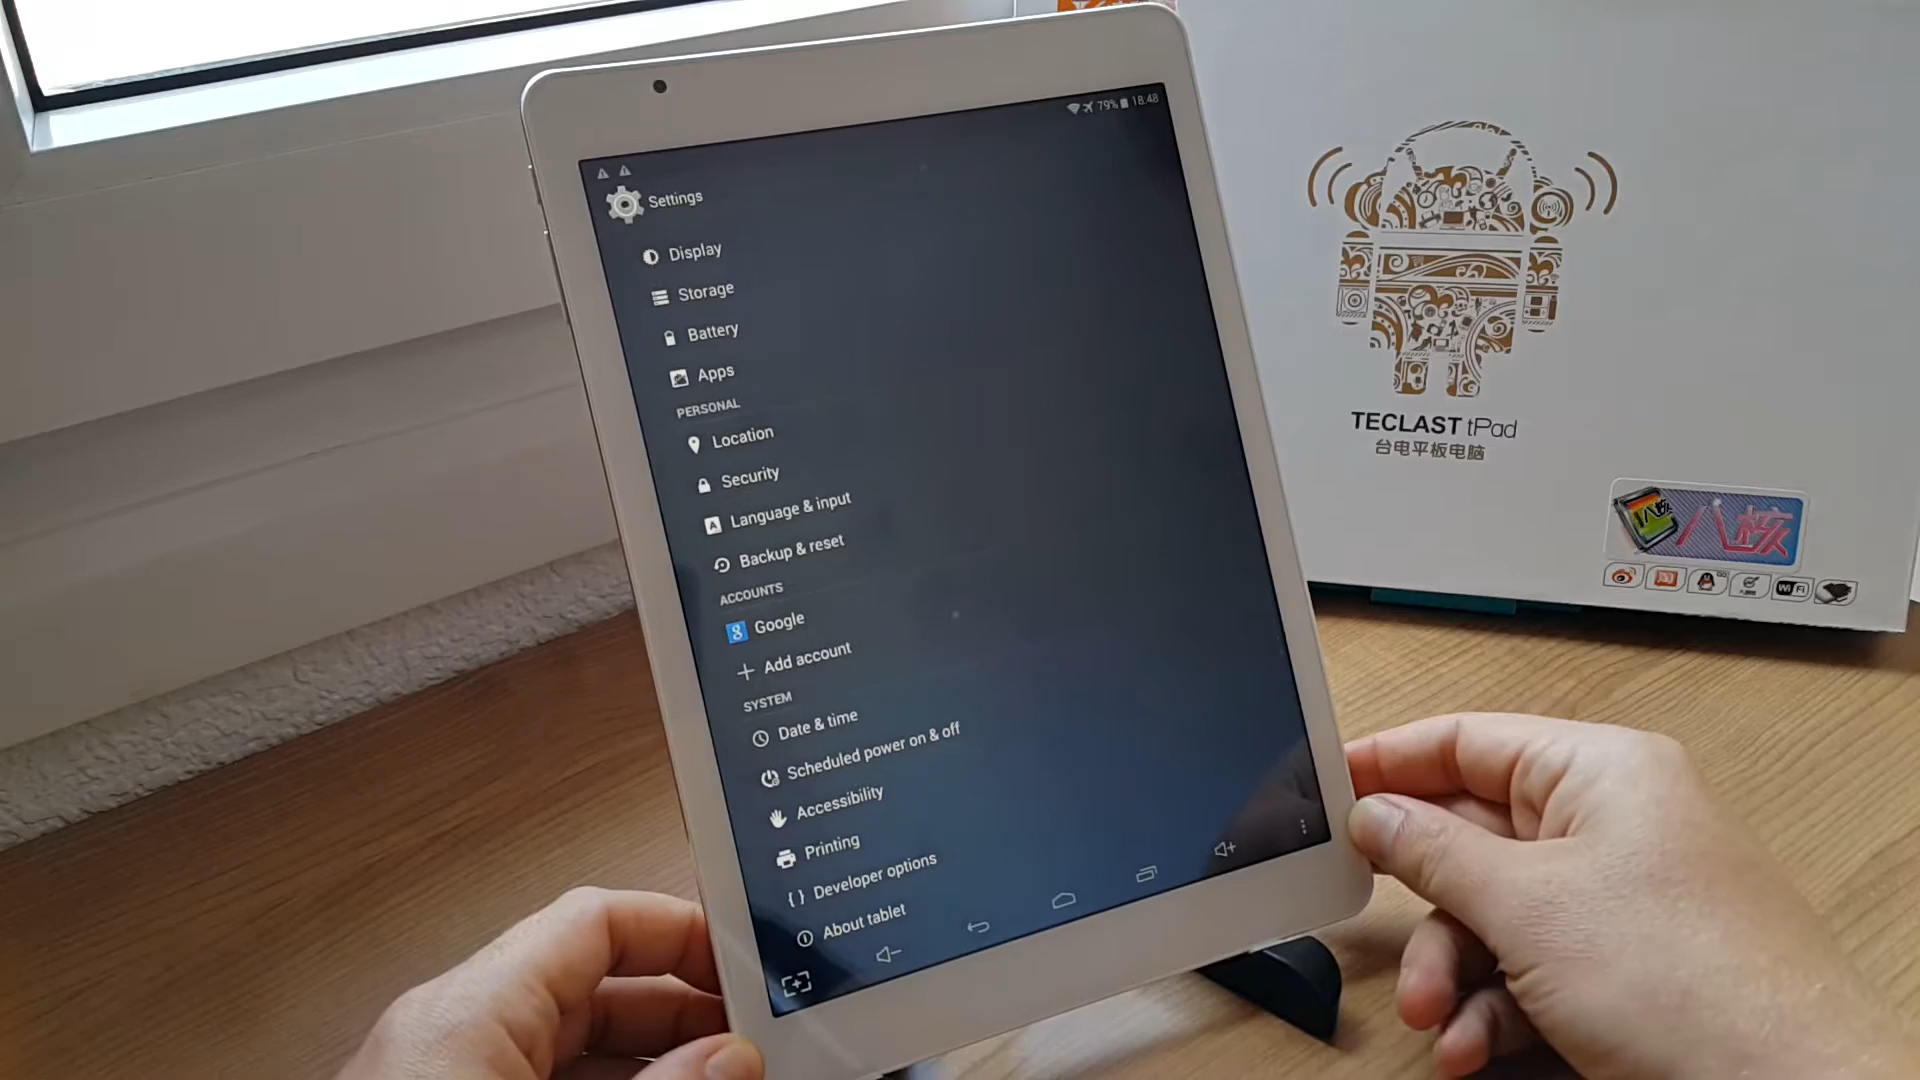 79% 18:48
Settings
Display
Storage
Battery
Apps
PERSONAL
Location
Security
Language & input
Backup & reset
ACCOUNTS
Google
Add account
SYSTEM
Date & time
Scheduled power on & off
Accessibility
Printing
Developer options
About tablet
TECLAST tPad
台电平板电脑
八核
Wi Fi